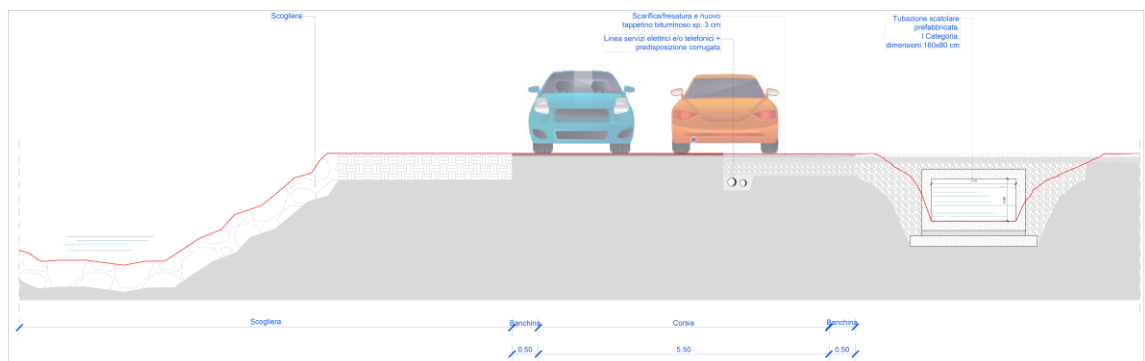 Scogliera
Scarifica/fresatura e nuovo
tappetino bituminoso sp. 3 cm
Linea servizi elettrici e/o telefonici +
predisposizione corrugata
Tubazione scatolare
prefabbricata.
I Categoria,
dimensioni 160x80 cm
Scogliera
Banchina
Corsia
Banchina
0.50
5.50
0.50